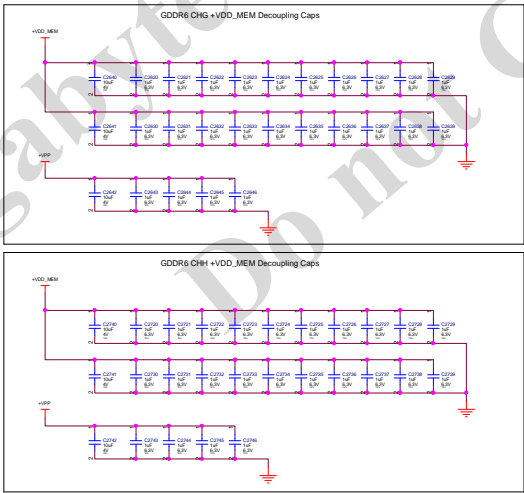 GDDR6 CHG +VDD_MEM Decoupling Caps
+VDD_MEM
C2640 C2620 C2621 C2622 C2623 C2624 C2625 C2626 C2627 C2628 C2629
10uF 1uF 1uF 1uF 1uF 1uF 1uF 1uF 1uF 1uF 1uF
4V 6.3V 6.3V 6.3V 6.3V 6.3V 6.3V 6.3V 6.3V 6.3V 6.3V
C2641 C2630 C2631 C2632 C2633 C2634 C2635 C2636 C2637 C2638 C2639
10uF 1uF 1uF 1uF 1uF 1uF 1uF 1uF 1uF 1uF 1uF
4V 6.3V 6.3V 6.3V 6.3V 6.3V 6.3V 6.3V 6.3V 6.3V 6.3V
+VPP
C2642 C2643 C2644 C2645 C2646
10uF 1uF 1uF 1uF 1uF
4V 6.3V 6.3V 6.3V 6.3V
GDDR6 CHH +VDD_MEM Decoupling Caps
+VDD_MEM
C2740 C2720 C2721 C2722 C2723 C2724 C2725 C2726 C2727 C2728 C2729
10uF 1uF 1uF 1uF 1uF 1uF 1uF 1uF 1uF 1uF 1uF
4V 6.3V 6.3V 6.3V 6.3V 6.3V 6.3V 6.3V 6.3V 6.3V 6.3V
C2741 C2730 C2731 C2732 C2733 C2734 C2735 C2736 C2737 C2738 C2739
10uF 1uF 1uF 1uF 1uF 1uF 1uF 1uF 1uF 1uF 1uF
4V 6.3V 6.3V 6.3V 6.3V 6.3V 6.3V 6.3V 6.3V 6.3V 6.3V
+VPP
C2742 C2743 C2744 C2745 C2746
10uF 1uF 1uF 1uF 1uF
4V 6.3V 6.3V 6.3V 6.3V
gabyte
Do not C